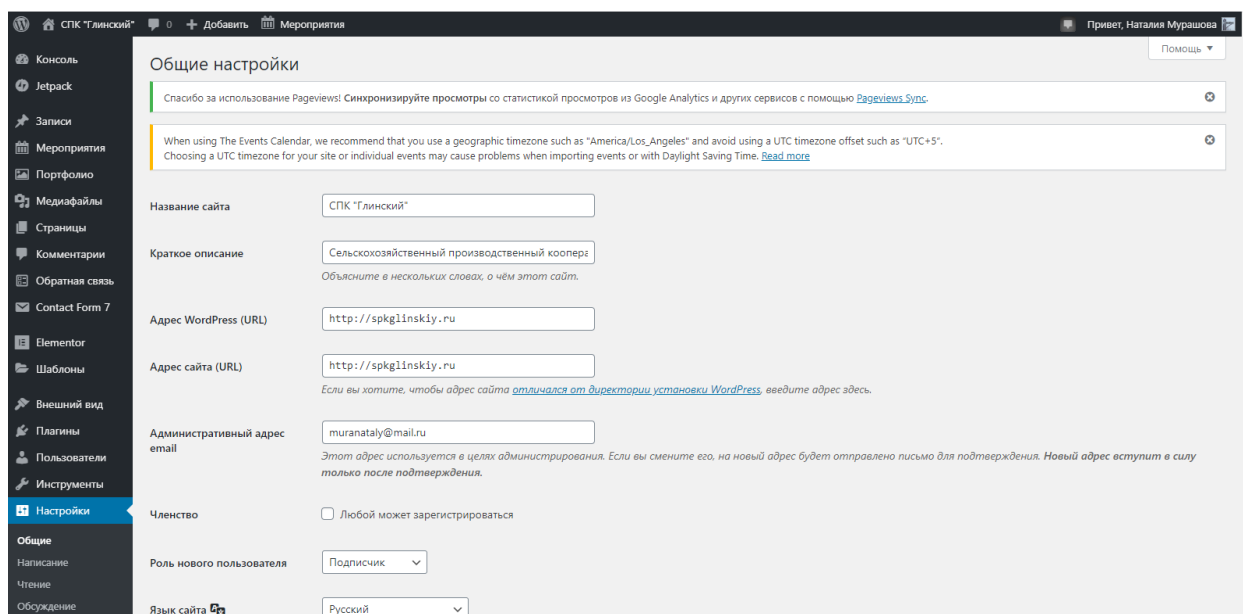 СПК "Глинский" 0 Добавить Мероприятия Привет, Наталия Мурашова
Помощь
Консоль
Jetpack
Записи
Мероприятия
Портфолио
Медиафайлы
Страницы
Комментарии
Обратная связь
Contact Form 7
Elementor
Шаблоны
Внешний вид
Плагины
Пользователи
Инструменты
Настройки
Общие
Написание
Чтение
Обсуждение
Общие настройки
Спасибо за использование Pageviews! Синхронизируйте просмотры со статистикой просмотров из Google Analytics и других сервисов с помощью Pageviews Sync.
When using The Events Calendar, we recommend that you use a geographic timezone such as "America/Los_Angeles" and avoid using a UTC timezone offset such as "UTC+5".
Choosing a UTC timezone for your site or individual events may cause problems when importing events or with Daylight Saving Time. Read more
Название сайта
СПК "Глинский"
Краткое описание
Сельскохозяйственный производственный коопера
Объясните в нескольких словах, о чём этот сайт.
Адрес WordPress (URL)
http://spkglinskiy.ru
Адрес сайта (URL)
http://spkglinskiy.ru
Если вы хотите, чтобы адрес сайта отличался от директории установки WordPress, введите адрес здесь.
Административный адрес
email
muranataly@mail.ru
Этот адрес используется в целях администрирования. Если вы смените его, на новый адрес будет отправлено письмо для подтверждения. Новый адрес вступит в силу
только после подтверждения.
Членство
Любой может зарегистрироваться
Роль нового пользователя
Подписчик
Язык сайта
Русский